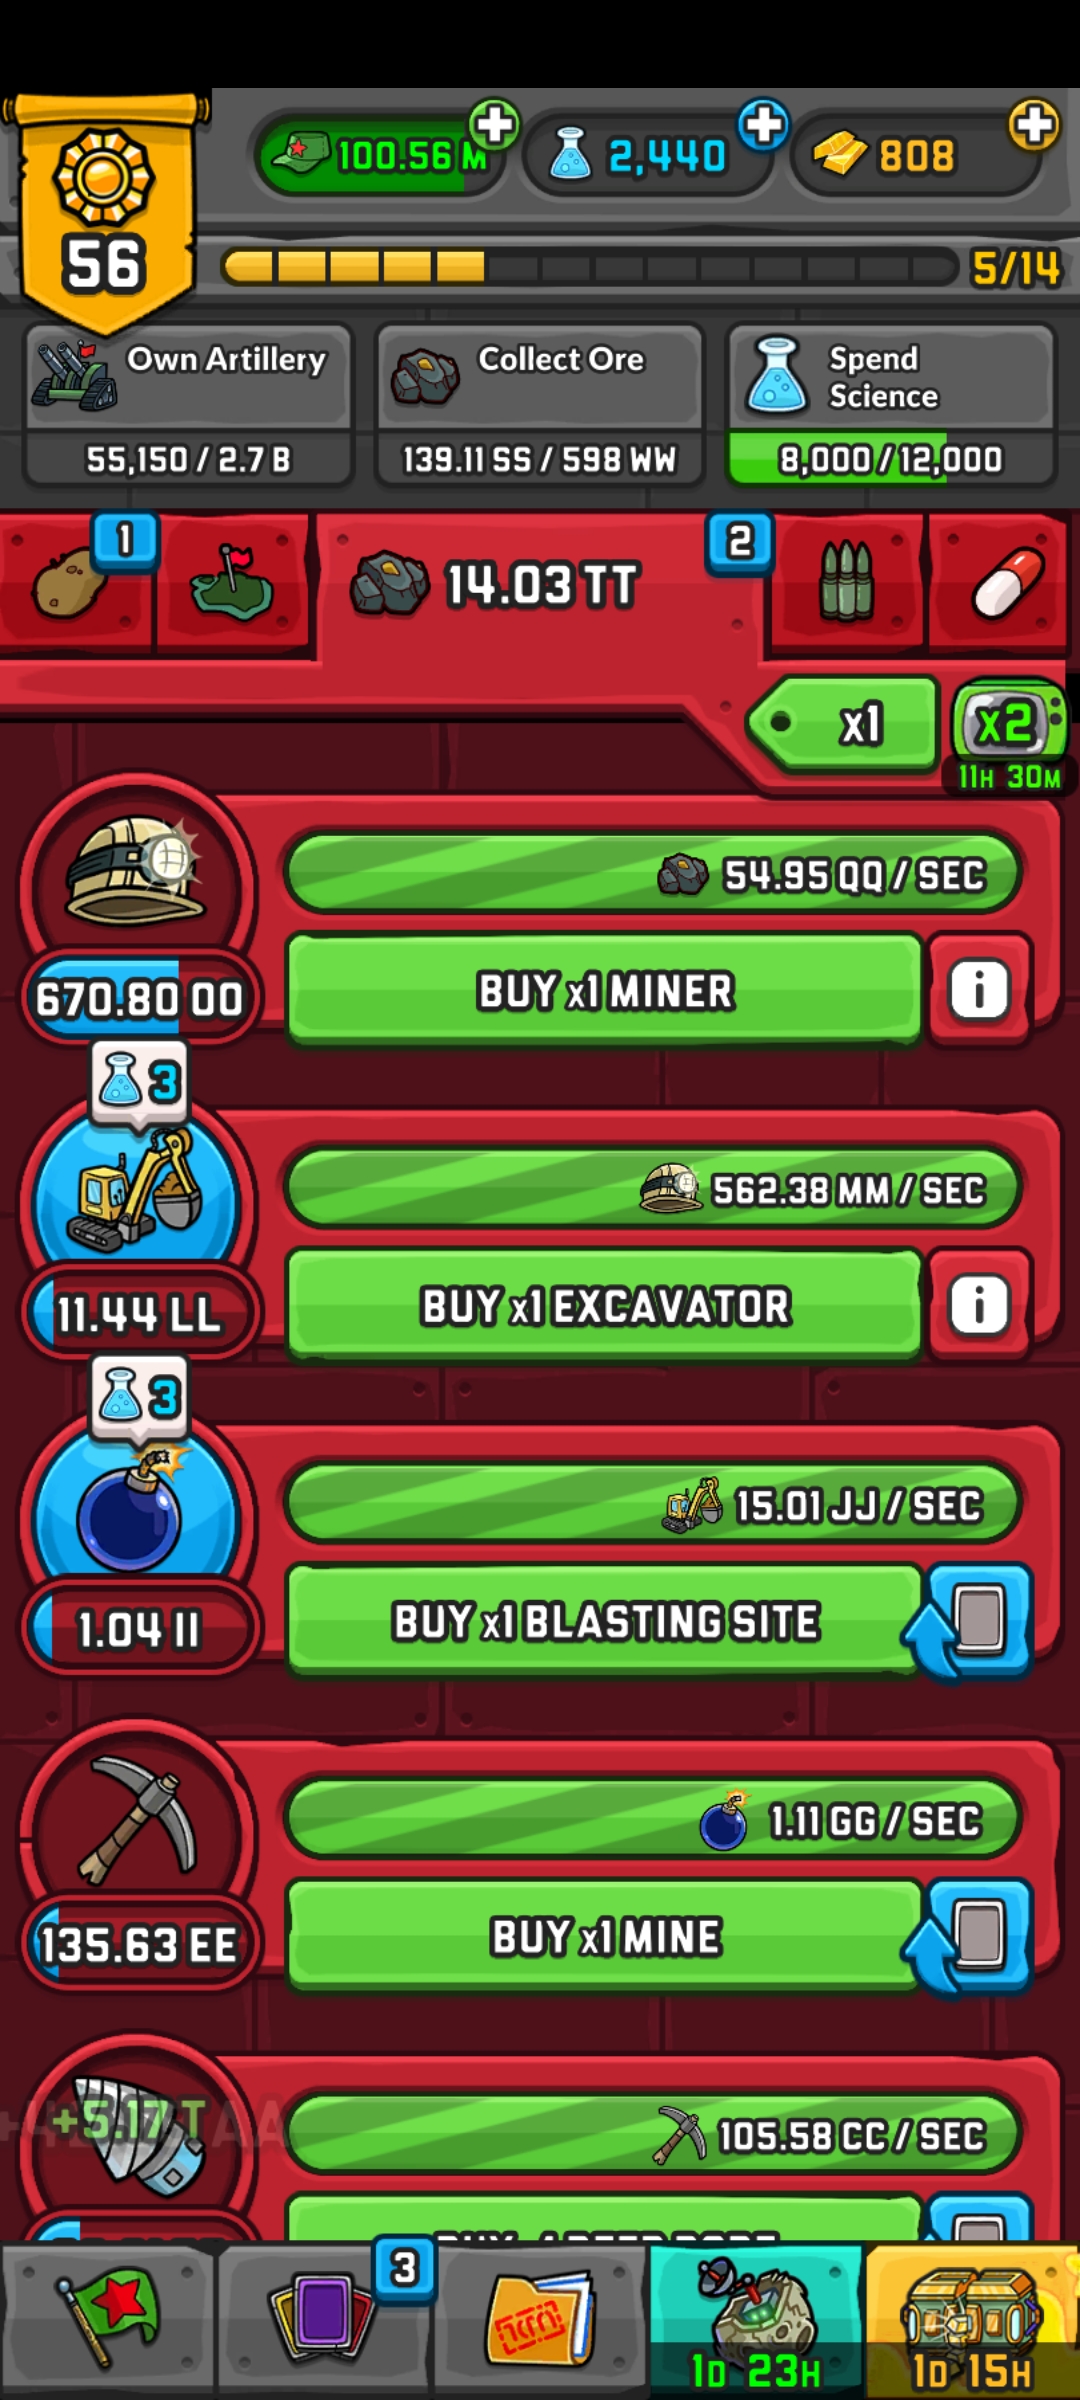 100.56 M
2,440
808
56
5/14
Own Artillery
55,150 / 2.7 B
Collect Ore
139.11 SS / 598 WW
Spend
Science
8,000 / 12,000
1
14.03 TT
2
x1
x2
11H 30M
54.95 QQ / SEC
670.80 OO
BUY x1 MINER
i
3
562.38 MM / SEC
11.44 LL
BUY x1 EXCAVATOR
i
3
15.01 JJ / SEC
1.04 II
BUY x1 BLASTING SITE
1.11 GG / SEC
135.63 EE
BUY x1 MINE
+5.17 T
105.58 CC / SEC
3
1D 23H
1D 15H